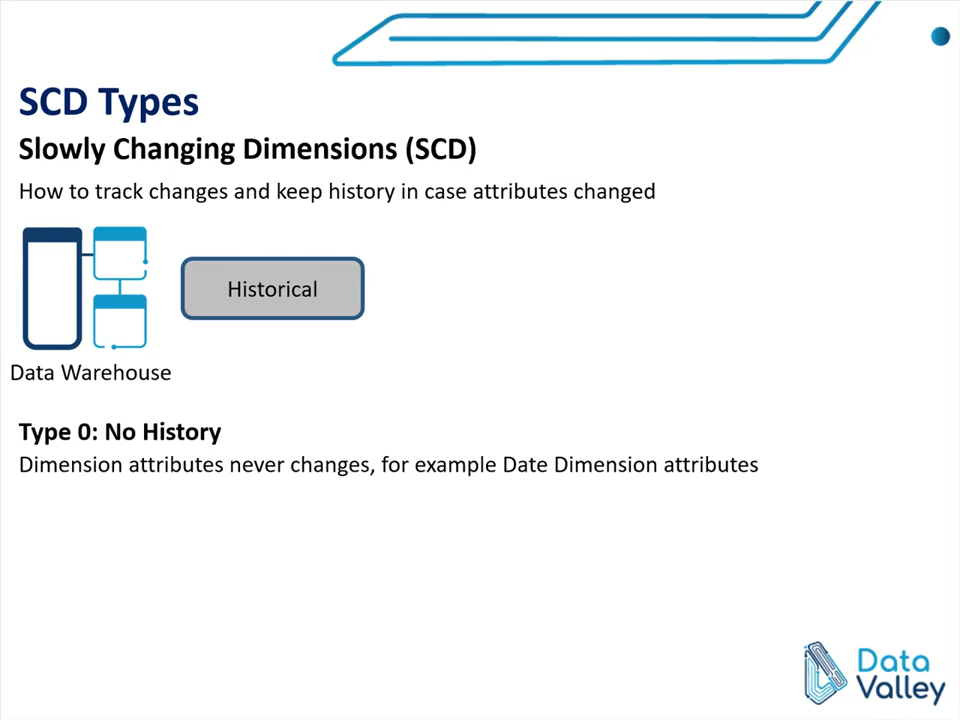 SCD Types
Slowly Changing Dimensions (SCD)
How to track changes and keep history in case attributes changed
Historical
Data Warehouse
Type 0: No History
Dimension attributes never changes, for example Date Dimension attributes
Data
Valley